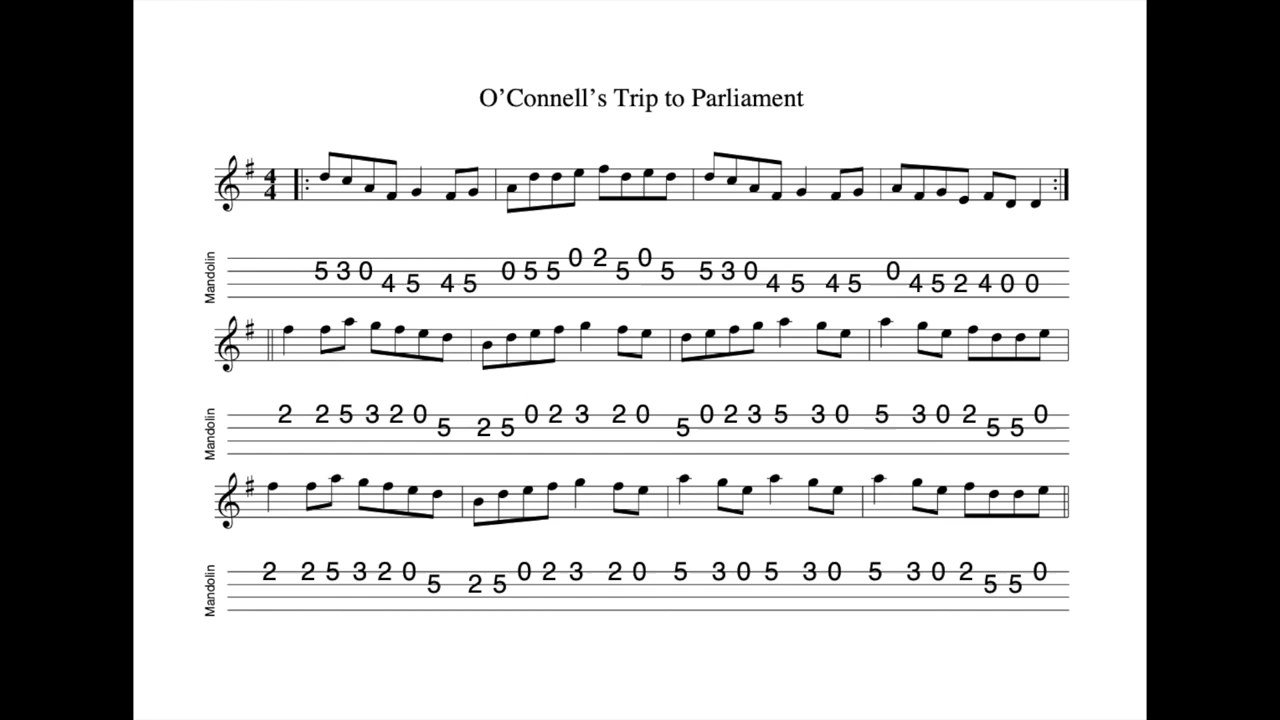 O’Connell’s Trip to Parliament
4
4
Mandolin
5 3 0 4 5 4 5 0 5 5 0 2 5 0 5 5 3 0 4 5 4 5 0 4 5 2 4 0 0
Mandolin
2 2 5 3 2 0 5 2 5 0 2 3 2 0 5 0 2 3 5 3 0 5 3 0 2 5 5 0
Mandolin
2 2 5 3 2 0 5 2 5 0 2 3 2 0 5 3 0 5 3 0 5 3 0 2 5 5 0